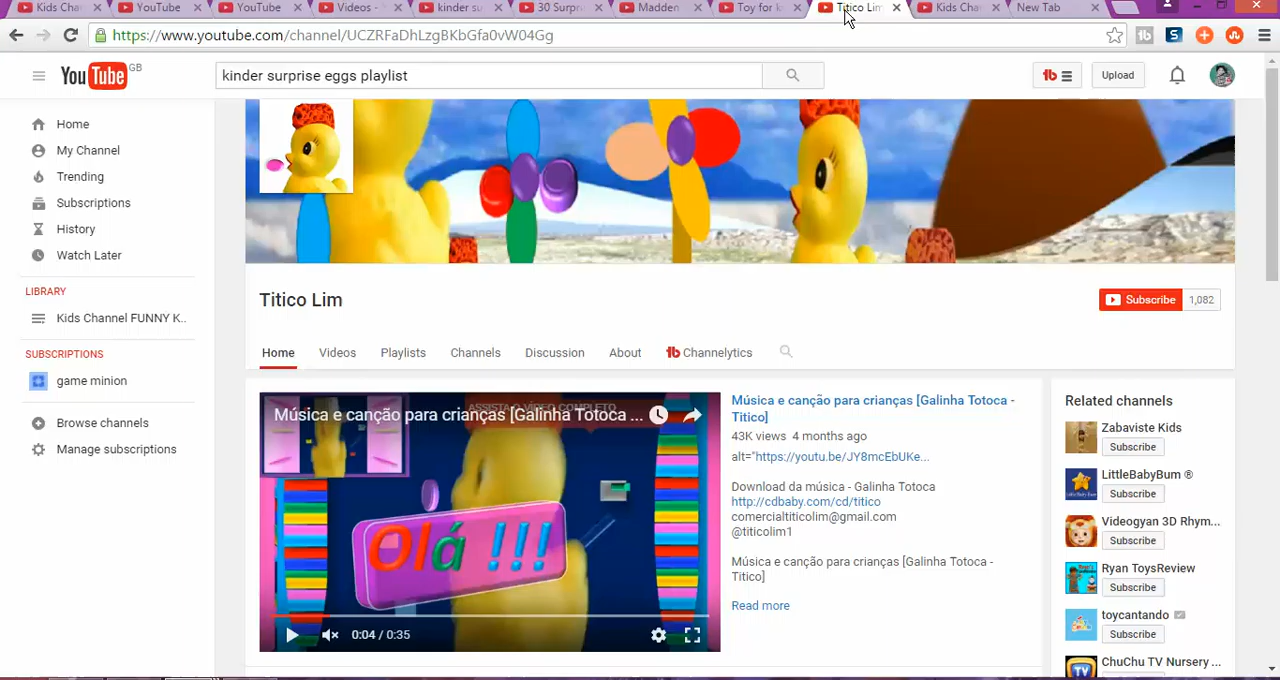 Kids Chan
YouTube
YouTube
Videos -
kinder su
30 Surpr
Madden
Toy for k
Titico Lim
Kids Cha
New Tab
https://www.youtube.com/channel/UCZRFaDhLzgBKbGfa0vW04Gg
YouTube GB
kinder surprise eggs playlist
Upload
Home
My Channel
Trending
Subscriptions
History
Watch Later
LIBRARY
Kids Channel FUNNY K..
SUBSCRIPTIONS
game minion
Browse channels
Manage subscriptions
Titico Lim
Subscribe 1,082
Home Videos Playlists Channels Discussion About Channelytics
Música e canção para crianças [Galinha Totoca ...
ASSISTA O VÍDEO COMPLETO
Olá !!!
0:04 / 0:35
Música e canção para crianças [Galinha Totoca -
Titico]
43K views 4 months ago
alt="https://youtu.be/JY8mcEbUKe...
Download da música - Galinha Totoca
http://cdbaby.com/cd/titico
comercialtiticolim@gmail.com
@titicolim1
Música e canção para crianças [Galinha Totoca -
Titico]
Read more
Related channels
Zabaviste Kids
Subscribe
LittleBabyBum ®
Subscribe
Videogyan 3D Rhym...
Subscribe
Ryan ToysReview
Subscribe
toycantando
Subscribe
ChuChu TV Nursery ...